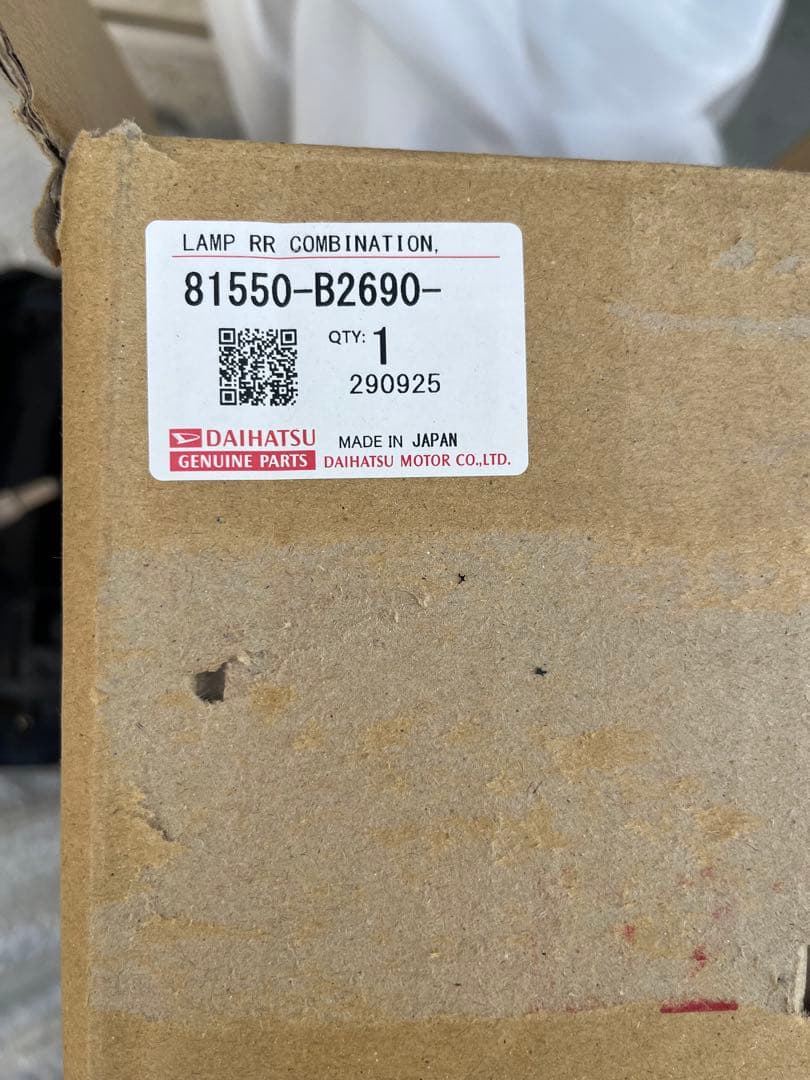 LAMP RR COMBINATION,
81550-B2690-
QTY: 1
290925
DAIHATSU MADE IN JAPAN
GENUINE PARTS DAIHATSU MOTOR CO.,LTD.